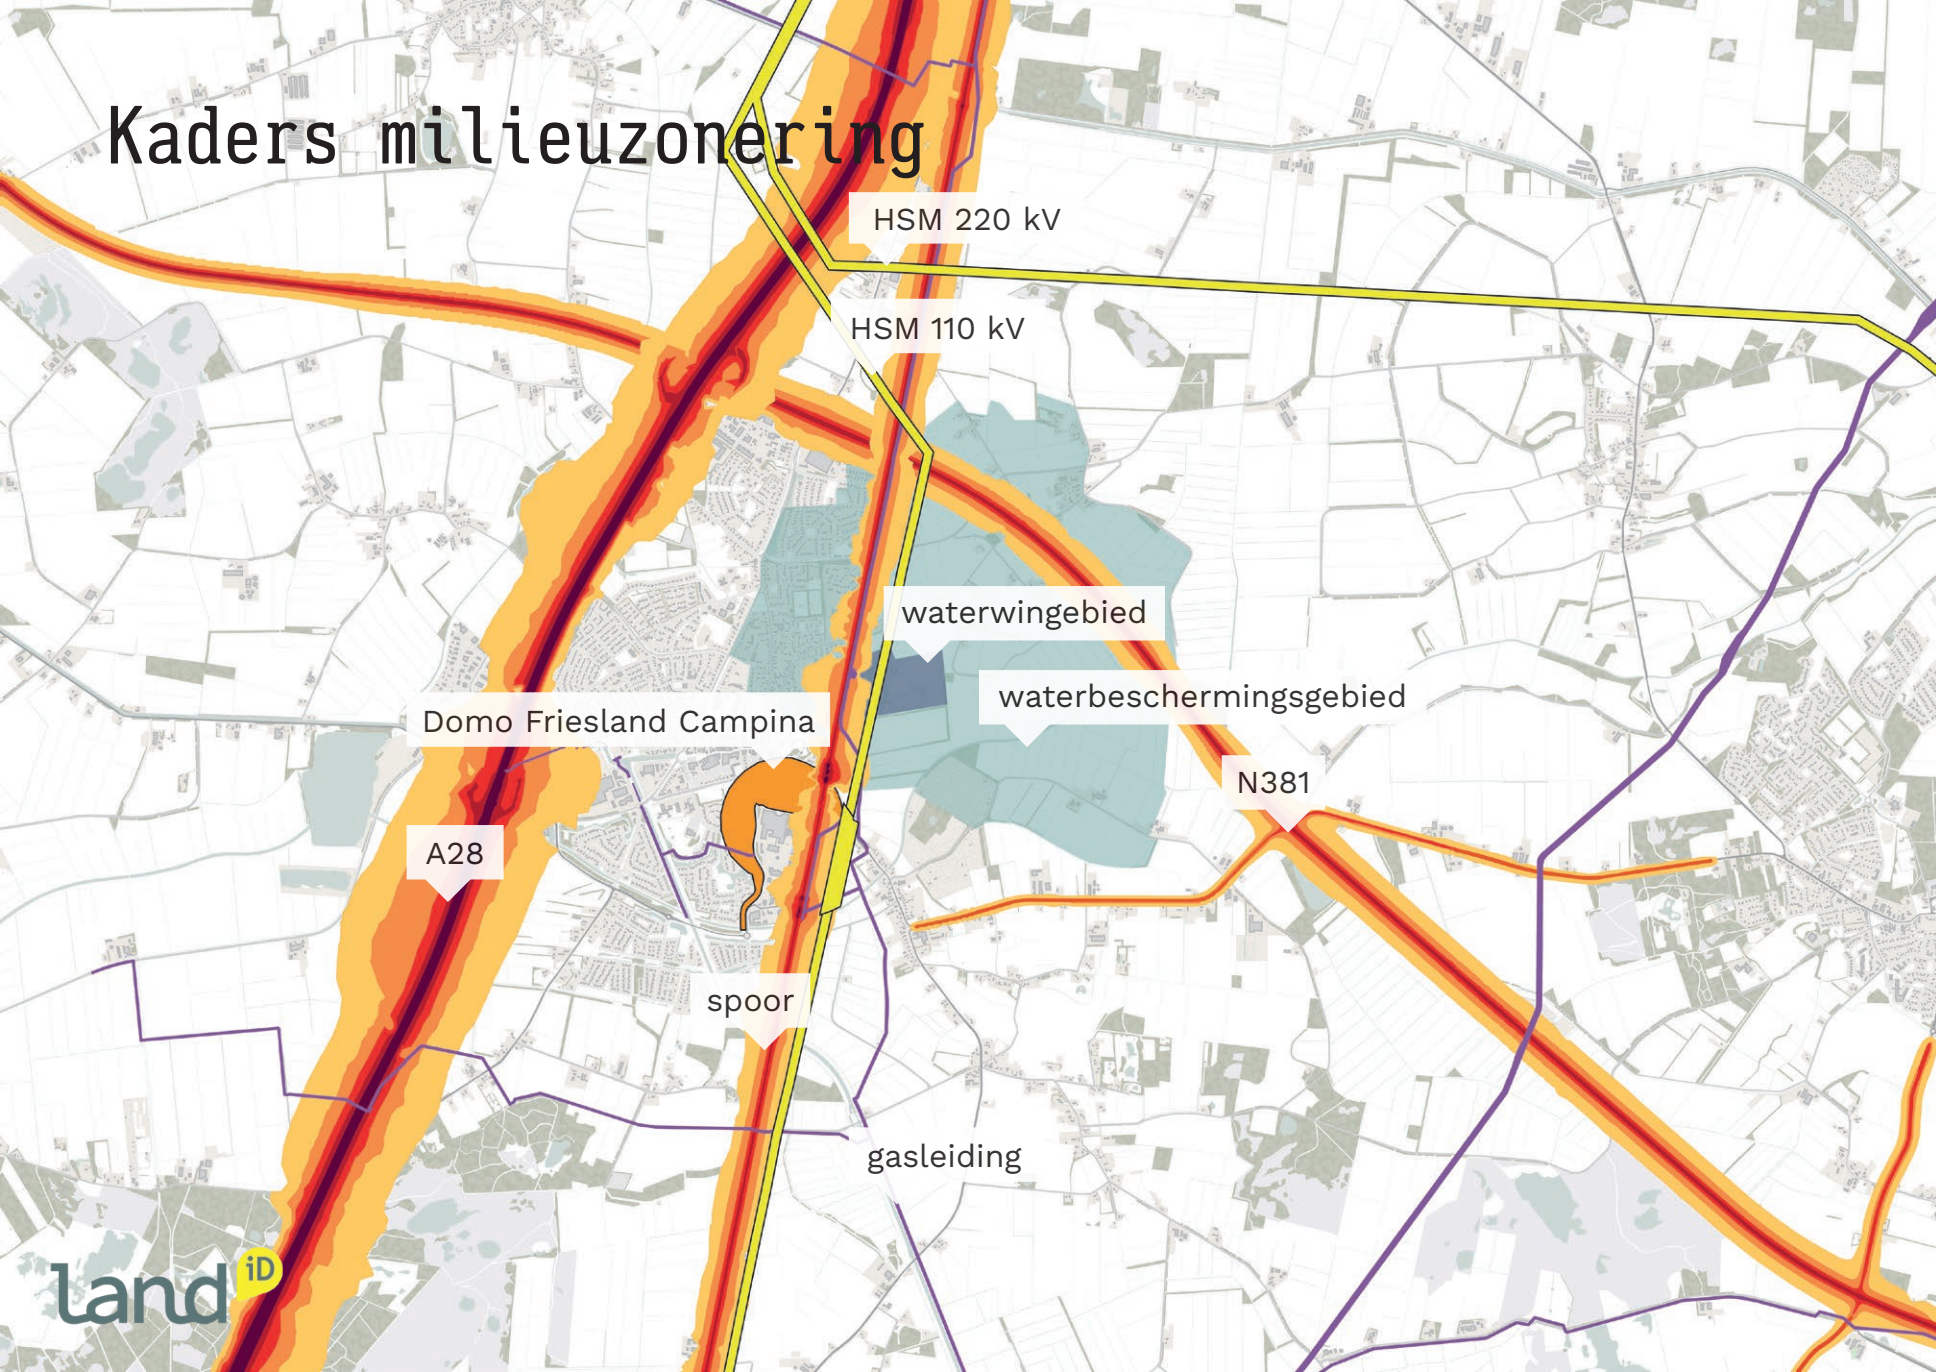 Kaders milieuzonering
HSM 220 kV
HSM 110 kV
waterwingebied
waterbeschermingsgebied
Domo Friesland Campina
N381
A28
spoor
gasleiding
land iD